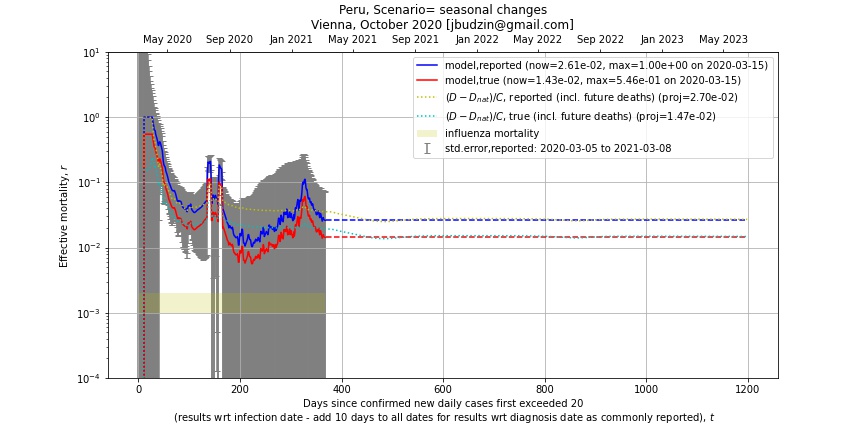 Peru, Scenario= seasonal changes
Vienna, October 2020 [jbudzin@gmail.com]
May 2020 Sep 2020 Jan 2021 May 2021 Sep 2021 Jan 2022 May 2022 Sep 2022 Jan 2023 May 2023
model,reported (now=2.61e-02, max=1.00e+00 on 2020-03-15)
model,true (now=1.43e-02, max=5.46e-01 on 2020-03-15)
(D − Dnat)/C, reported (incl. future deaths) (proj=2.70e-02)
(D − Dnat)/C, true (incl. future deaths) (proj=1.47e-02)
influenza mortality
std.error,reported: 2020-03-05 to 2021-03-08
Effective mortality, r
10¹
10⁰
10⁻¹
10⁻²
10⁻³
10⁻⁴
0 200 400 600 800 1000 1200
Days since confirmed new daily cases first exceeded 20
(results wrt infection date - add 10 days to all dates for results wrt diagnosis date as commonly reported), t